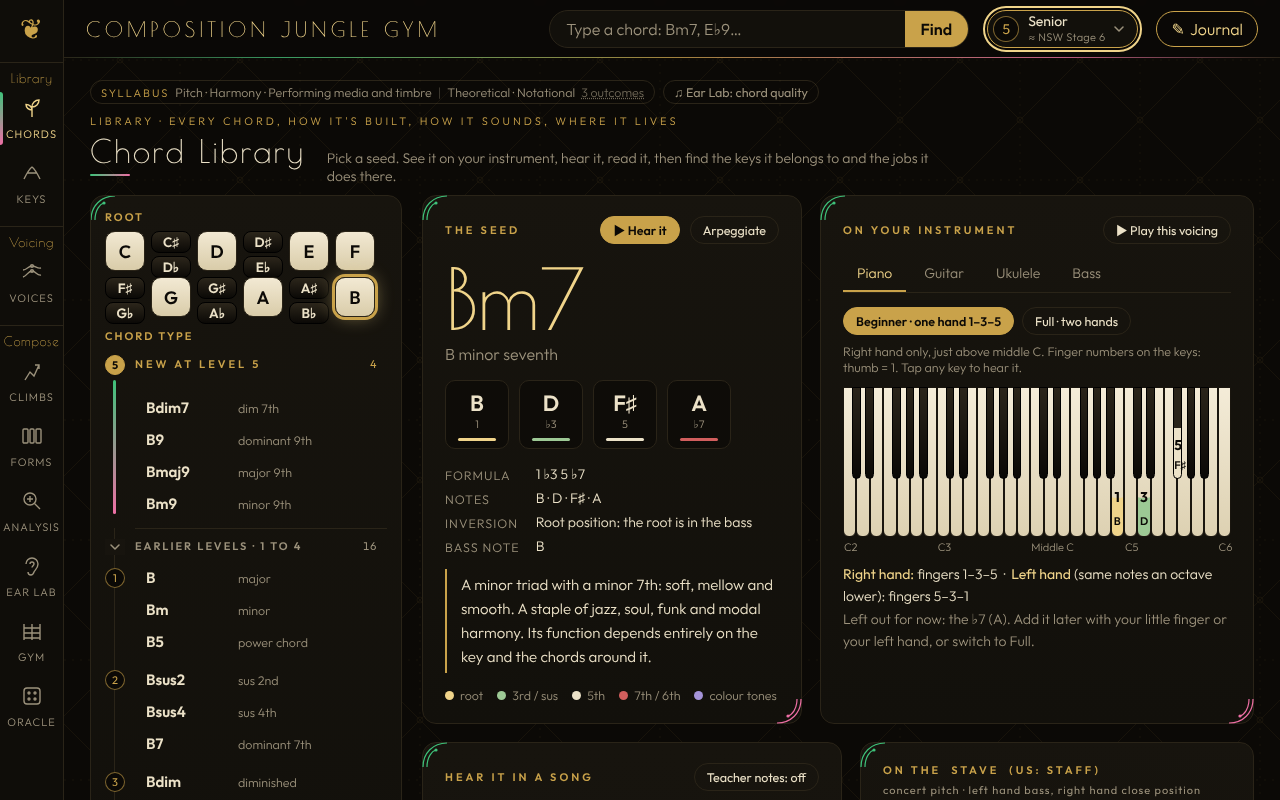 COMPOSITION JUNGLE GYM
Type a chord: Bm7, E♭9...
Find
5
Senior
≈ NSW Stage 6
✎ Journal
Library
CHORDS
KEYS
Voicing
VOICES
Compose
CLIMBS
FORMS
ANALYSIS
EAR LAB
GYM
ORACLE
SYLLABUS Pitch · Harmony · Performing media and timbre | Theoretical · Notational 3 outcomes
♫ Ear Lab: chord quality
LIBRARY · EVERY CHORD, HOW IT'S BUILT, HOW IT SOUNDS, WHERE IT LIVES
Chord Library
Pick a seed. See it on your instrument, hear it, read it, then find the keys it belongs to and the jobs it
does there.
ROOT
C
C♯
D♭
D
D♯
E♭
E
F
F♯
G♭
G
G♯
A♭
A
A♯
B♭
B
CHORD TYPE
5 NEW AT LEVEL 5 4
Bdim7 dim 7th
B9 dominant 9th
Bmaj9 major 9th
Bm9 minor 9th
EARLIER LEVELS · 1 TO 4 16
1 B major
Bm minor
B5 power chord
2 Bsus2 sus 2nd
Bsus4 sus 4th
B7 dominant 7th
3 Bdim diminished
THE SEED
▶ Hear it
Arpeggiate
Bm7
B minor seventh
B
1
D
♭3
F♯
5
A
♭7
FORMULA 1 ♭3 5 ♭7
NOTES B · D · F♯ · A
INVERSION Root position: the root is in the bass
BASS NOTE B
A minor triad with a minor 7th: soft, mellow and
smooth. A staple of jazz, soul, funk and modal
harmony. Its function depends entirely on the
key and the chords around it.
root 3rd / sus 5th 7th / 6th colour tones
ON YOUR INSTRUMENT
▶ Play this voicing
Piano Guitar Ukulele Bass
Beginner · one hand 1–3–5
Full · two hands
Right hand only, just above middle C. Finger numbers on the keys:
thumb = 1. Tap any key to hear it.
5
F♯
1
B
3
D
C2 C3 Middle C C5 C6
Right hand: fingers 1–3–5 · Left hand (same notes an octave
lower): fingers 5–3–1
Left out for now: the ♭7 (A). Add it later with your little finger or
your left hand, or switch to Full.
HEAR IT IN A SONG
Teacher notes: off
ON THE STAVE (US: STAFF)
concert pitch · left hand bass, right hand close position